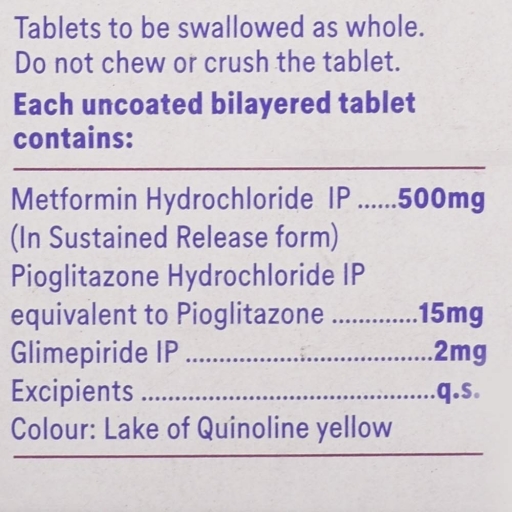 Tablets to be swallowed as whole.
Do not chew or crush the tablet.
Each uncoated bilayered tablet
contains:
Metformin Hydrochloride IP ......500mg
(In Sustained Release form)
Pioglitazone Hydrochloride IP
equivalent to Pioglitazone .............15mg
Glimepiride IP .....................................2mg
Excipients ............................................q.s.
Colour: Lake of Quinoline yellow